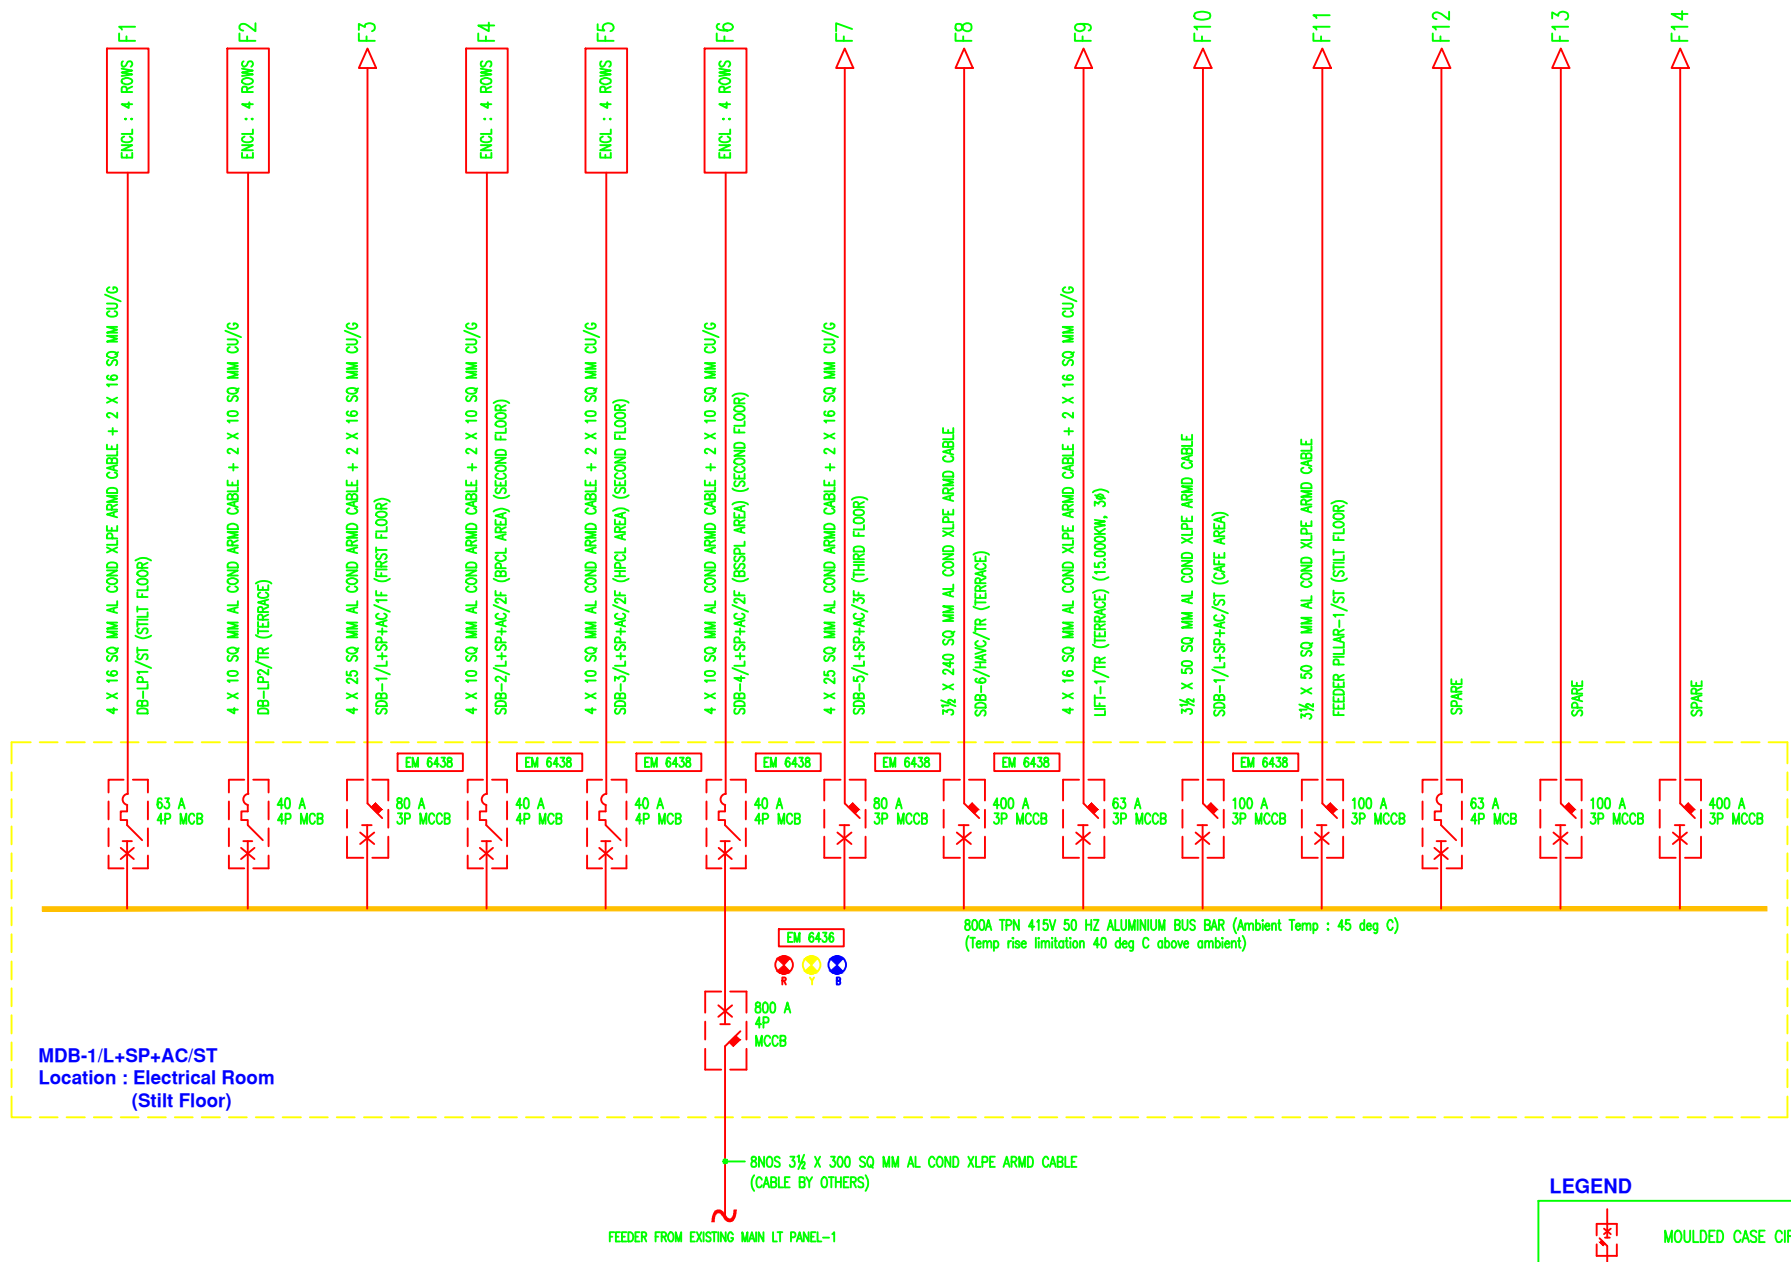 F1
F2
F3
F4
F5
F6
F7
F8
F9
F10
F11
F12
F13
F14
ENCL : 4 ROWS
ENCL : 4 ROWS
ENCL : 4 ROWS
ENCL : 4 ROWS
ENCL : 4 ROWS
4 X 16 SQ MM AL COND XLPE ARMD CABLE + 2 X 16 SQ MM CU/G
DB-LP1/ST (STILT FLOOR)
4 X 10 SQ MM AL COND ARMD CABLE + 2 X 10 SQ MM CU/G
DB-LP2/TR (TERRACE)
4 X 25 SQ MM AL COND ARMD CABLE + 2 X 16 SQ MM CU/G
SDB-1/L+SP+AC/1F (FIRST FLOOR)
4 X 10 SQ MM AL COND ARMD CABLE + 2 X 10 SQ MM CU/G
SDB-2/L+SP+AC/2F (BPCL AREA) (SECOND FLOOR)
4 X 10 SQ MM AL COND ARMD CABLE + 2 X 10 SQ MM CU/G
SDB-3/L+SP+AC/2F (HPCL AREA) (SECOND FLOOR)
4 X 10 SQ MM AL COND ARMD CABLE + 2 X 10 SQ MM CU/G
SDB-4/L+SP+AC/2F (BSSPL AREA) (SECOND FLOOR)
4 X 25 SQ MM AL COND ARMD CABLE + 2 X 16 SQ MM CU/G
SDB-5/L+SP+AC/3F (THIRD FLOOR)
3½ X 240 SQ MM AL COND XLPE ARMD CABLE
SDB-6/HAVC/TR (TERRACE)
4 X 16 SQ MM AL COND XLPE ARMD CABLE + 2 X 16 SQ MM CU/G
LIFT-1/TR (TERRACE) (15.000KW, 3ø)
3½ X 50 SQ MM AL COND XLPE ARMD CABLE
SDB-1/L+SP+AC/ST (CAFE AREA)
3½ X 50 SQ MM AL COND XLPE ARMD CABLE
FEEDER PILLAR-1/ST (STILT FLOOR)
SPARE
SPARE
SPARE
EM 6438
EM 6438
EM 6438
EM 6438
EM 6438
EM 6438
EM 6438
63 A
4P MCB
40 A
4P MCB
80 A
3P MCCB
40 A
4P MCB
40 A
4P MCB
40 A
4P MCB
80 A
3P MCCB
400 A
3P MCCB
63 A
3P MCCB
100 A
3P MCCB
100 A
3P MCCB
63 A
4P MCB
100 A
3P MCCB
400 A
3P MCCB
800A TPN 415V 50 HZ ALUMINIUM BUS BAR (Ambient Temp : 45 deg C)
(Temp rise limitation 40 deg C above ambient)
EM 6436
R
Y
B
800 A
4P
MCCB
MDB-1/L+SP+AC/ST
Location : Electrical Room
(Stilt Floor)
8NOS 3½ X 300 SQ MM AL COND XLPE ARMD CABLE
(CABLE BY OTHERS)
FEEDER FROM EXISTING MAIN LT PANEL-1
LEGEND
MOULDED CASE CIR